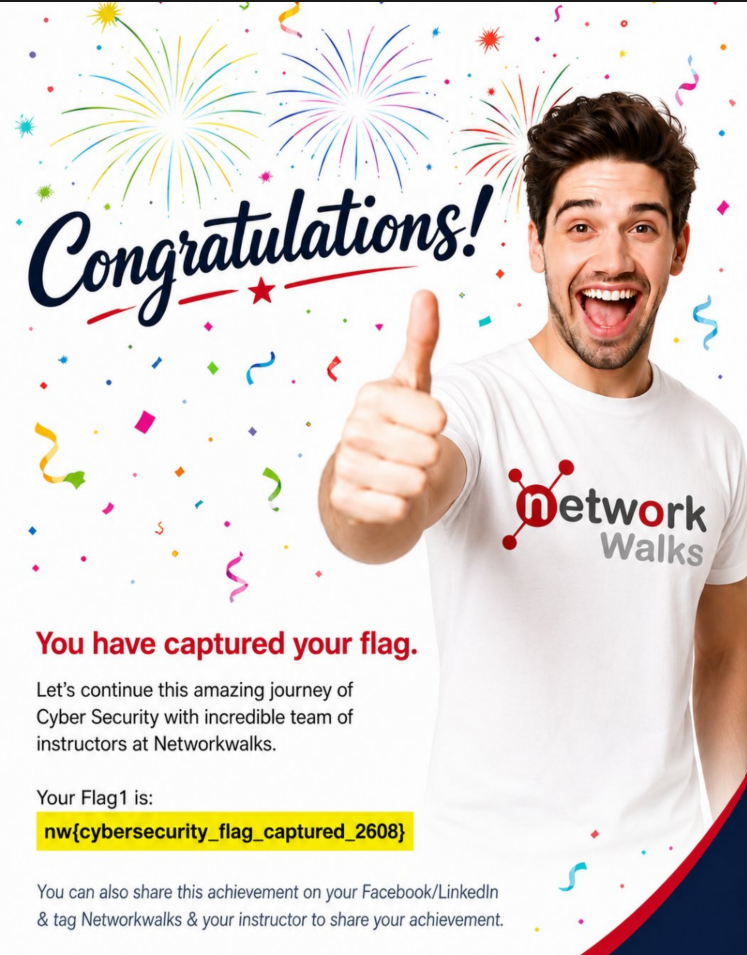 Congratulations!
network
Walks
You have captured your flag.
Let's continue this amazing journey of
Cyber Security with incredible team of
instructors at Networkwalks.
Your Flag1 is:
nw{cybersecurity_flag_captured_2608}
You can also share this achievement on your Facebook/LinkedIn
& tag Networkwalks & your instructor to share your achievement.